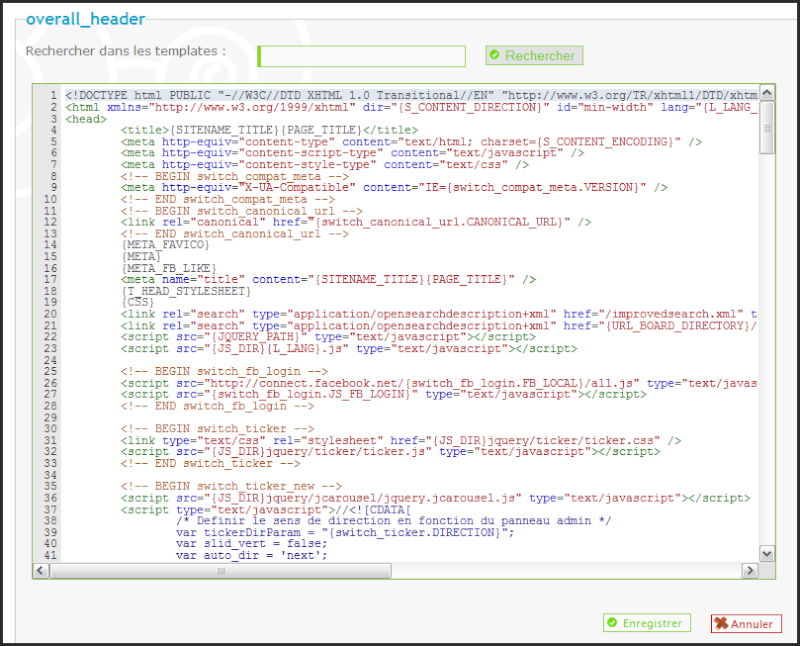 overall_header
Rechercher dans les templates :
Rechercher
1 <!DOCTYPE html PUBLIC "-//W3C//DTD XHTML 1.0 Transitional//EN" "http://www.w3.org/TR/xhtml1/DTD/xhtm
2 <html xmlns="http://www.w3.org/1999/xhtml" dir="{S_CONTENT_DIRECTION}" id="min-width" lang="{L_LANG_
3 <head>
4 <title>{SITENAME_TITLE}{PAGE_TITLE}</title>
5 <meta http-equiv="content-type" content="text/html; charset={S_CONTENT_ENCODING}" />
6 <meta http-equiv="content-script-type" content="text/javascript" />
7 <meta http-equiv="content-style-type" content="text/css" />
8 <!-- BEGIN switch_compat_meta -->
9 <meta http-equiv="X-UA-Compatible" content="IE={switch_compat_meta.VERSION}" />
10 <!-- END switch_compat_meta -->
11 <!-- BEGIN switch_canonical_url -->
12 <link rel="canonical" href="{switch_canonical_url.CANONICAL_URL}" />
13 <!-- END switch_canonical_url -->
14 {META_FAVICO}
15 {META}
16 {META_FB_LIKE}
17 <meta name="title" content="{SITENAME_TITLE}{PAGE_TITLE}" />
18 {T_HEAD_STYLESHEET}
19 {CSS}
20 <link rel="search" type="application/opensearchdescription+xml" href="/improvedsearch.xml" t
21 <link rel="search" type="application/opensearchdescription+xml" href="{URL_BOARD_DIRECTORY}/
22 <script src="{JQUERY_PATH}" type="text/javascript"></script>
23 <script src="{JS_DIR}{L_LANG}.js" type="text/javascript"></script>
24
25 <!-- BEGIN switch_fb_login -->
26 <script src="http://connect.facebook.net/{switch_fb_login.FB_LOCAL}/all.js" type="text/javas
27 <script src="{switch_fb_login.JS_FB_LOGIN}" type="text/javascript"></script>
28 <!-- END switch_fb_login -->
29
30 <!-- BEGIN switch_ticker -->
31 <link type="text/css" rel="stylesheet" href="{JS_DIR}jquery/ticker/ticker.css" />
32 <script src="{JS_DIR}jquery/ticker/ticker.js" type="text/javascript"></script>
33 <!-- END switch_ticker -->
34
35 <!-- BEGIN switch_ticker_new -->
36 <script src="{JS_DIR}jquery/jcarousel/jquery.jcarousel.js" type="text/javascript"></script>
37 <script type="text/javascript">//<![CDATA[
38 /* Definir le sens de direction en fonction du panneau admin */
39 var tickerDirParam = "{switch_ticker.DIRECTION}";
40 var slid_vert = false;
41 var auto_dir = 'next';
Enregistrer
Annuler